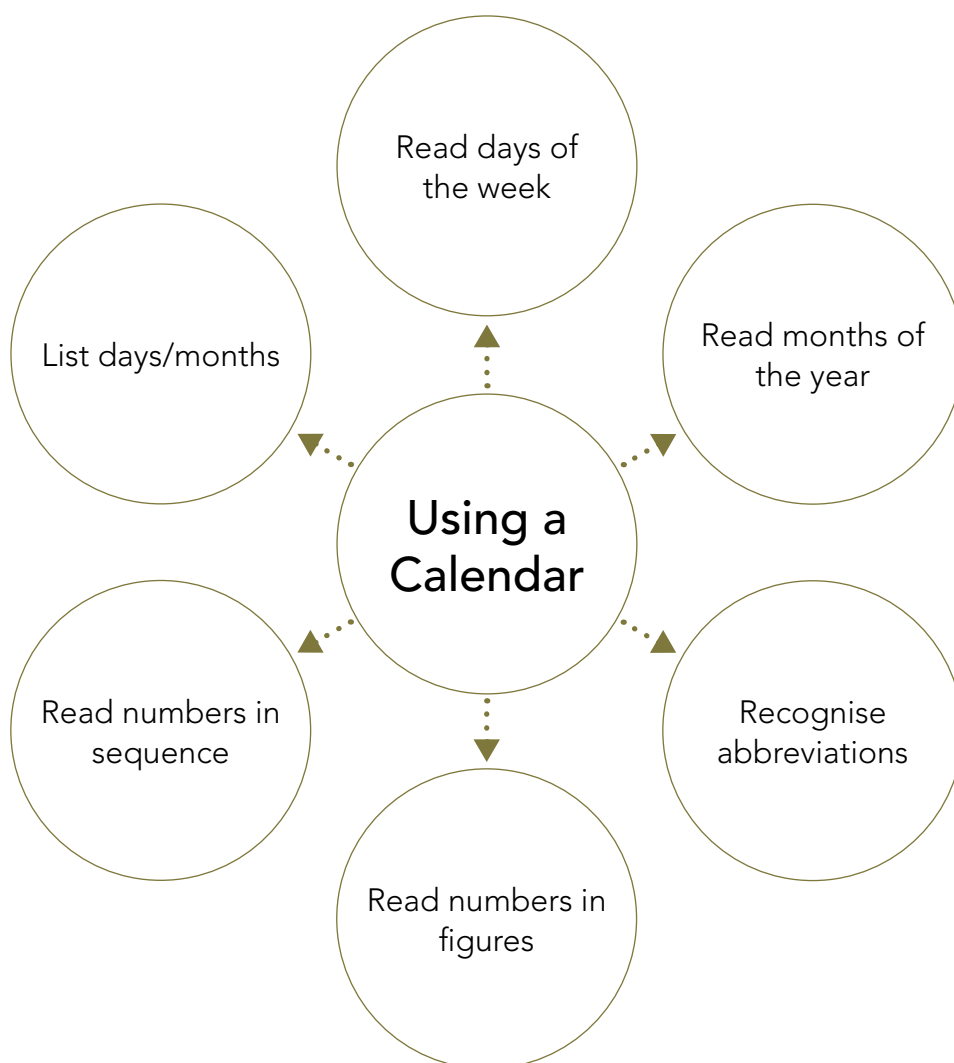 Read days of
the week
List days/months
Read months of
the year
Using a
Calendar
Read numbers in
sequence
Recognise
abbreviations
Read numbers in
figures